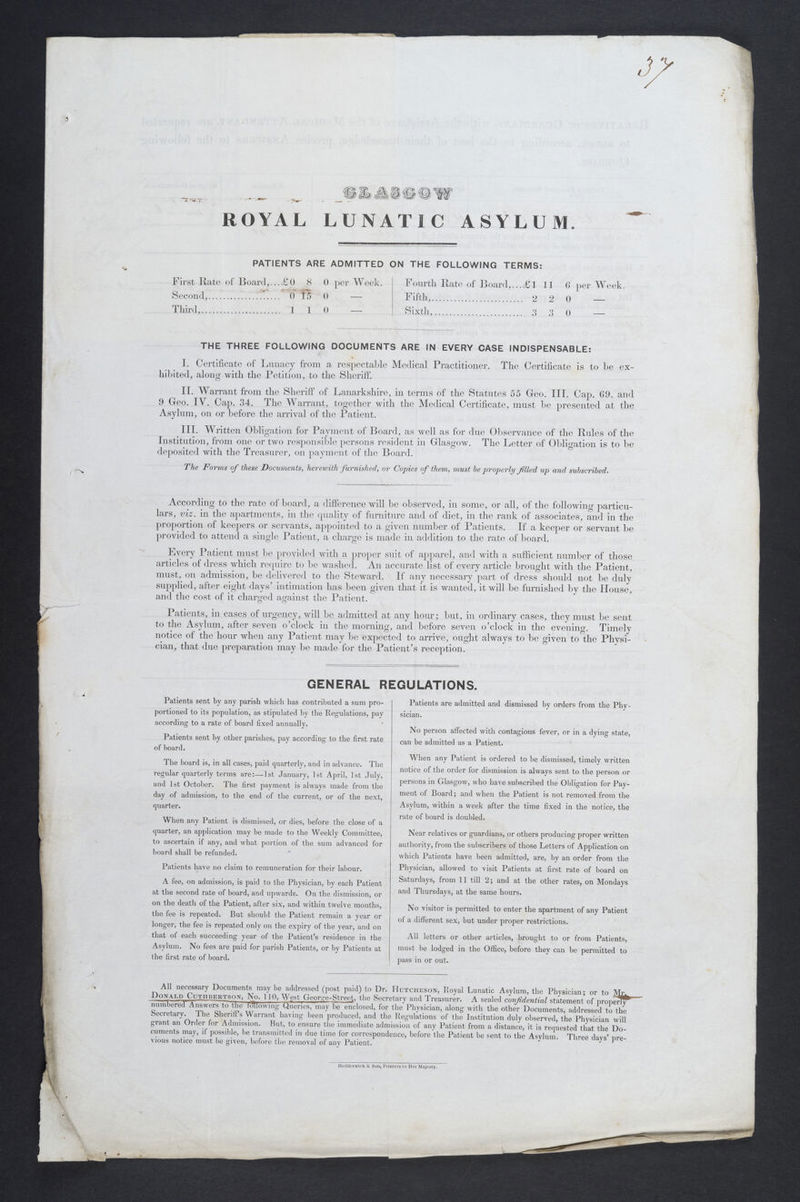 37
GLASGOW
ROYAL LUNATIC ASYLUM.
PATIENTS ARE ADMITTED ON THE FOLLOWING TERMS:
First Rate of Board,....£0 8 0 per Week.
Second,...................... 0 15 0 —
Third,........................ 1 1 0 —
Fourth Rate of Board,....£1 11 6 per Week.
Fifth,............................ 2 2 0 —
Sixth,............................ 3 3 0 —
THE THREE FOLLOWING DOCUMENTS ARE IN EVERY CASE INDISPENSABLE:
I. Certificate of Lunacy from a respectable Medical Practitioner. The Certificate is to be ex-
hibited, along with the Petition, to the Sheriff.
II. Warrant from the Sheriff of Lanarkshire, in terms of the Statutes 55 Geo. III. Cap. 69. and
9 Geo. IV. Cap. 34. The Warrant, together with the Medical Certificate, must be presented at the
Asylum, on or before the arrival of the Patient.
III. Written Obligation for Payment of Board, as well as for due Observance of the Rules of the
Institution, from one or two responsible persons resident in Glasgow. The Letter of Obligation is to be
deposited with the Treasurer, on payment of the Board.
The Forms of these Documents, herewith furnished, or Copies of them, must be properly filled up and subscribed.
According to the rate of board, a difference will be observed, in some, or all, of the following particu-
lars, viz. in the apartments, in the quality of furniture and of diet, in the rank of associates, and in the
proportion of keepers or servants, appointed to a given number of Patients. If a keeper or servant be
provided to attend a single Patient, a charge is made in addition to the rate of board.
Every Patient must be provided with a proper suit of apparel, and with a sufficient number of those
articles of dress which require to be washed. An accurate list of every article brought with the Patient,
must, on admission, be delivered to the Steward. If any necessary part of dress should not be duly
supplied, after eight days' intimation has been given that it is wanted, it will be furnished by the House,
and the cost of it charged against the Patient.
Patients, in cases of urgency, will be admitted at any hour; but, in ordinary cases, they must be sent
to the Asylum, after seven o'clock in the morning, and before seven o'clock in the evening. Timely
notice of the hour when any Patient may be expected to arrive, ought always to be given to the Physi-
cian, that due preparation may be made for the Patient's reception.
GENERAL REGULATIONS.
Patients sent by any parish which has contributed a sum pro-
portioned to its population, as stipulated by the Regulations, pay
according to a rate of board fixed annually.
Patients sent by other parishes, pay according to the first rate
of board.
The board is, in all cases, paid quarterly, and in advance. The
regular quarterly terms are:—1st January, 1st April, 1st July,
and 1st October. The first payment is always made from the
day of admission, to the end of the current, or of the next,
quarter.
When any Patient is dismissed, or dies, before the close of a
quarter, an application may be made to the Weekly Committee,
to ascertain if any, and what portion of the sum advanced for
board shall be refunded.
Patients have no claim to remuneration for their labour.
A fee, on admission, is paid to the Physician, by each Patient
at the second rate of board, and upwards. On the dismission, or
on the death of the Patient, after six, and within twelve months,
the fee is repeated. But should the Patient remain a year or
longer, the fee is repeated only on the expiry of the year, and on
that of each succeeding year of the Patient's residence in the
Asylum. No fees are paid for parish Patients, or by Patients at
the first rate of board.
Patients are admitted and dismissed by orders from the Phy-
sician.
No person affected with contagious fever, or in a dying state,
can be admitted as a Patient.
When any Patient is ordered to be dismissed, timely written
notice of the order for dismission is always sent to the person or
persons in Glasgow, who have subscribed the Obligation for Pay-
ment of Board; and when the Patient is not removed from the
Asylum, within a week after the time fixed in the notice, the
rate of board is doubled.
Near relatives or guardians, or others producing proper written
authority, from the subscribers of those Letters of Application on
which Patients have been admitted, are, by an order from the
Physician, allowed to visit Patients at first rate of board on
Saturdays, from 11 till 2; and at the other rates, on Mondays
and Thursdays, at the same hours.
No visitor is permitted to enter the apartment of any Patient
of a different sex, but under proper restrictions.
All letters or other articles, brought to or from Patients,
must be lodged in the Office, before they can be permitted to
pass in or out.
All necessary Documents may be addressed (post paid) to Dr. HUTCHESON, Royal Lunatic Asylum, the Physician; or to Mr.
DONALD CUTHBERTSON, No. 110, West George-Street, the Secretary and Treasurer. A sealed confidential statement of properly
numbered Answers to the following Queries, may be enclosed, for the Physician, along with the other Documents, addressed to the
Secretary. The Sheriff's Warrant having been produced, and the Regulations of the Institution duly observed, the Physician will
grant an Order for Admission. But, to ensure the immediate admission of any Patient from a distance, it is requested that the Do-
cuments may, if possible, be transmitted in due time for correspondence, before the Patient be sent to the Asylum. Three days' pre-
vious notice must be given, before the removal of any Patient.
Hedderwick & Son, Printers to Her Majesty.